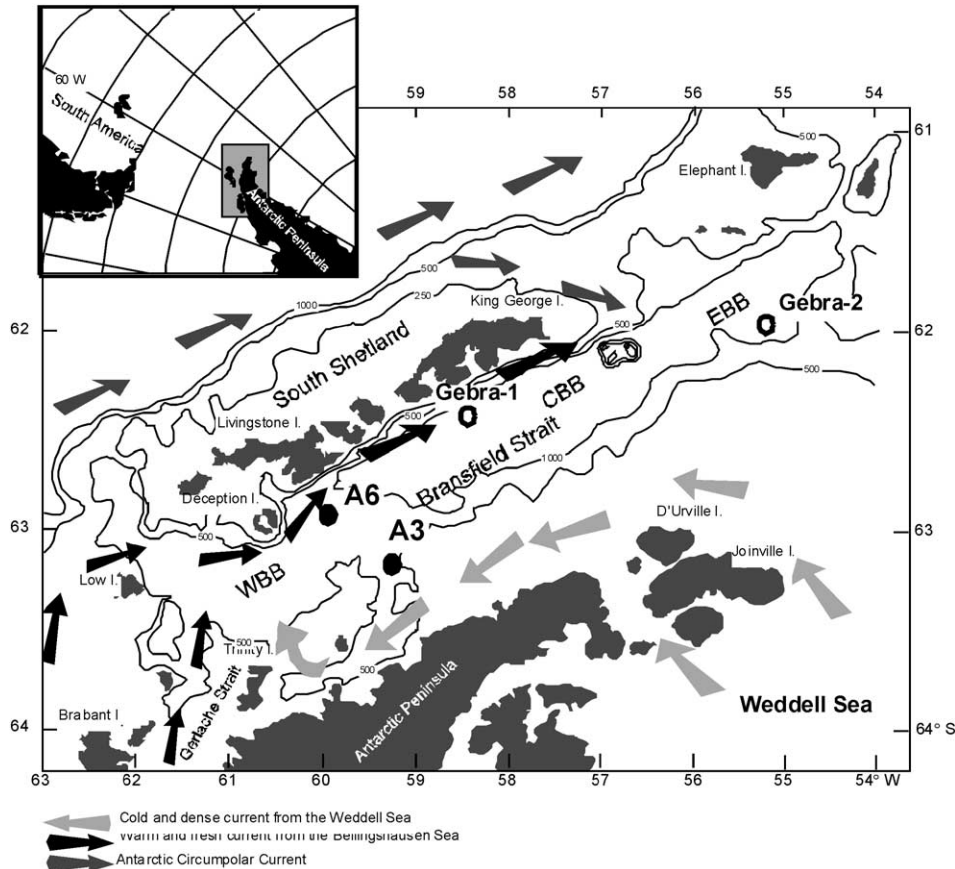 60 W
South America
Antarctic Peninsula
59 58 57 56 55 54
500
61
Elephant I.
1000
500
250
King George I.
62
South Shetland
500
EBB
Gebra-2
62
CBB
Gebra-1
500
Livingstone I.
500
Bransfield Strait
1000
Deception I.
A6
D'Urville I.
63
500
A3
63
Joinville I.
Low I.
WBB
500
Trinity I.
500
Weddell Sea
Brabant I
Gerlache Strait
Antarctic Peninsula
64
64° S
63 62 61 60 59 58 57 56 55 54° W
Cold and dense current from the Weddell Sea
Warm and fresh current from the Bellingshausen Sea
Antarctic Circumpolar Current